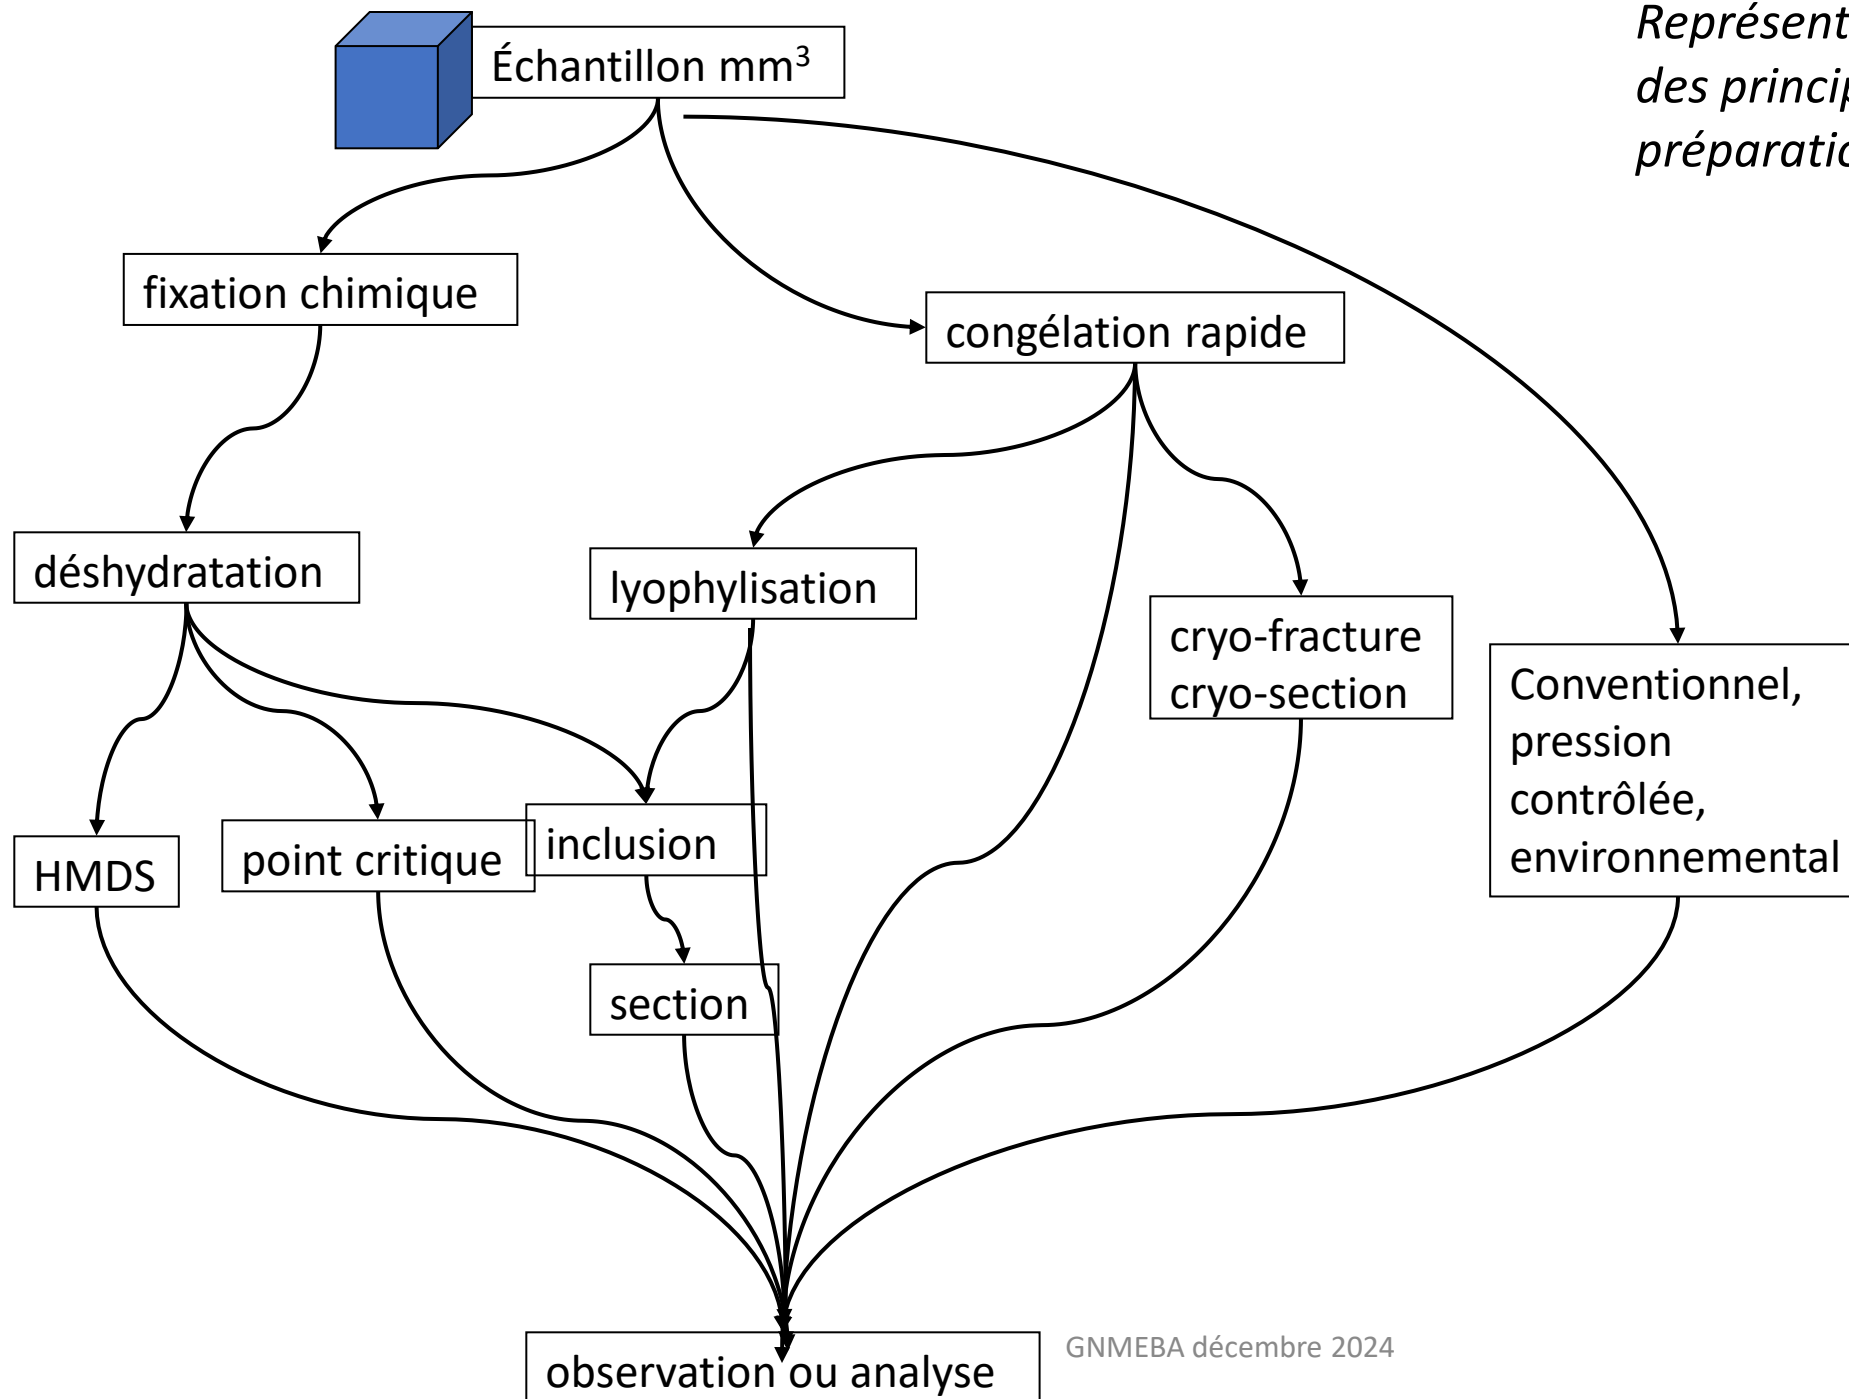 Échantillon mm³
fixation chimique
congélation rapide
déshydratation
lyophylisation
cryo-fracture
cryo-section
Conventionnel,
pression
contrôlée,
environnemental
HMDS
point critique
inclusion
section
observation ou analyse
GNMEBA décembre 2024
des